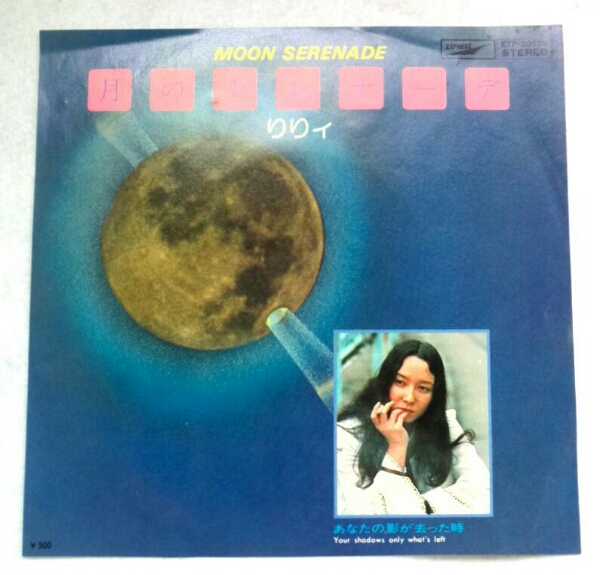 MOON SERENADE
EXPRESS
STEREO
月のセレナーデ
りりィ
あなたの影が去った時
Your shadows only what's left
¥500